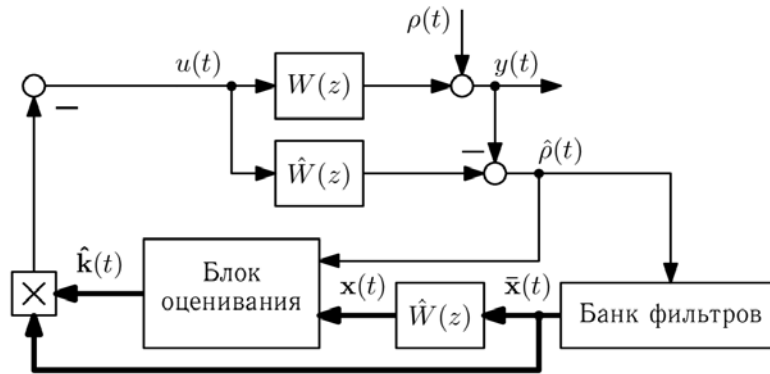 ρ(t)
u(t)
W(z)
y(t)
−
−
Ŵ(z)
ρ̂(t)
k̂(t)
Блок
оценивания
x(t)
Ŵ(z)
x̄(t)
Банк фильтров
×